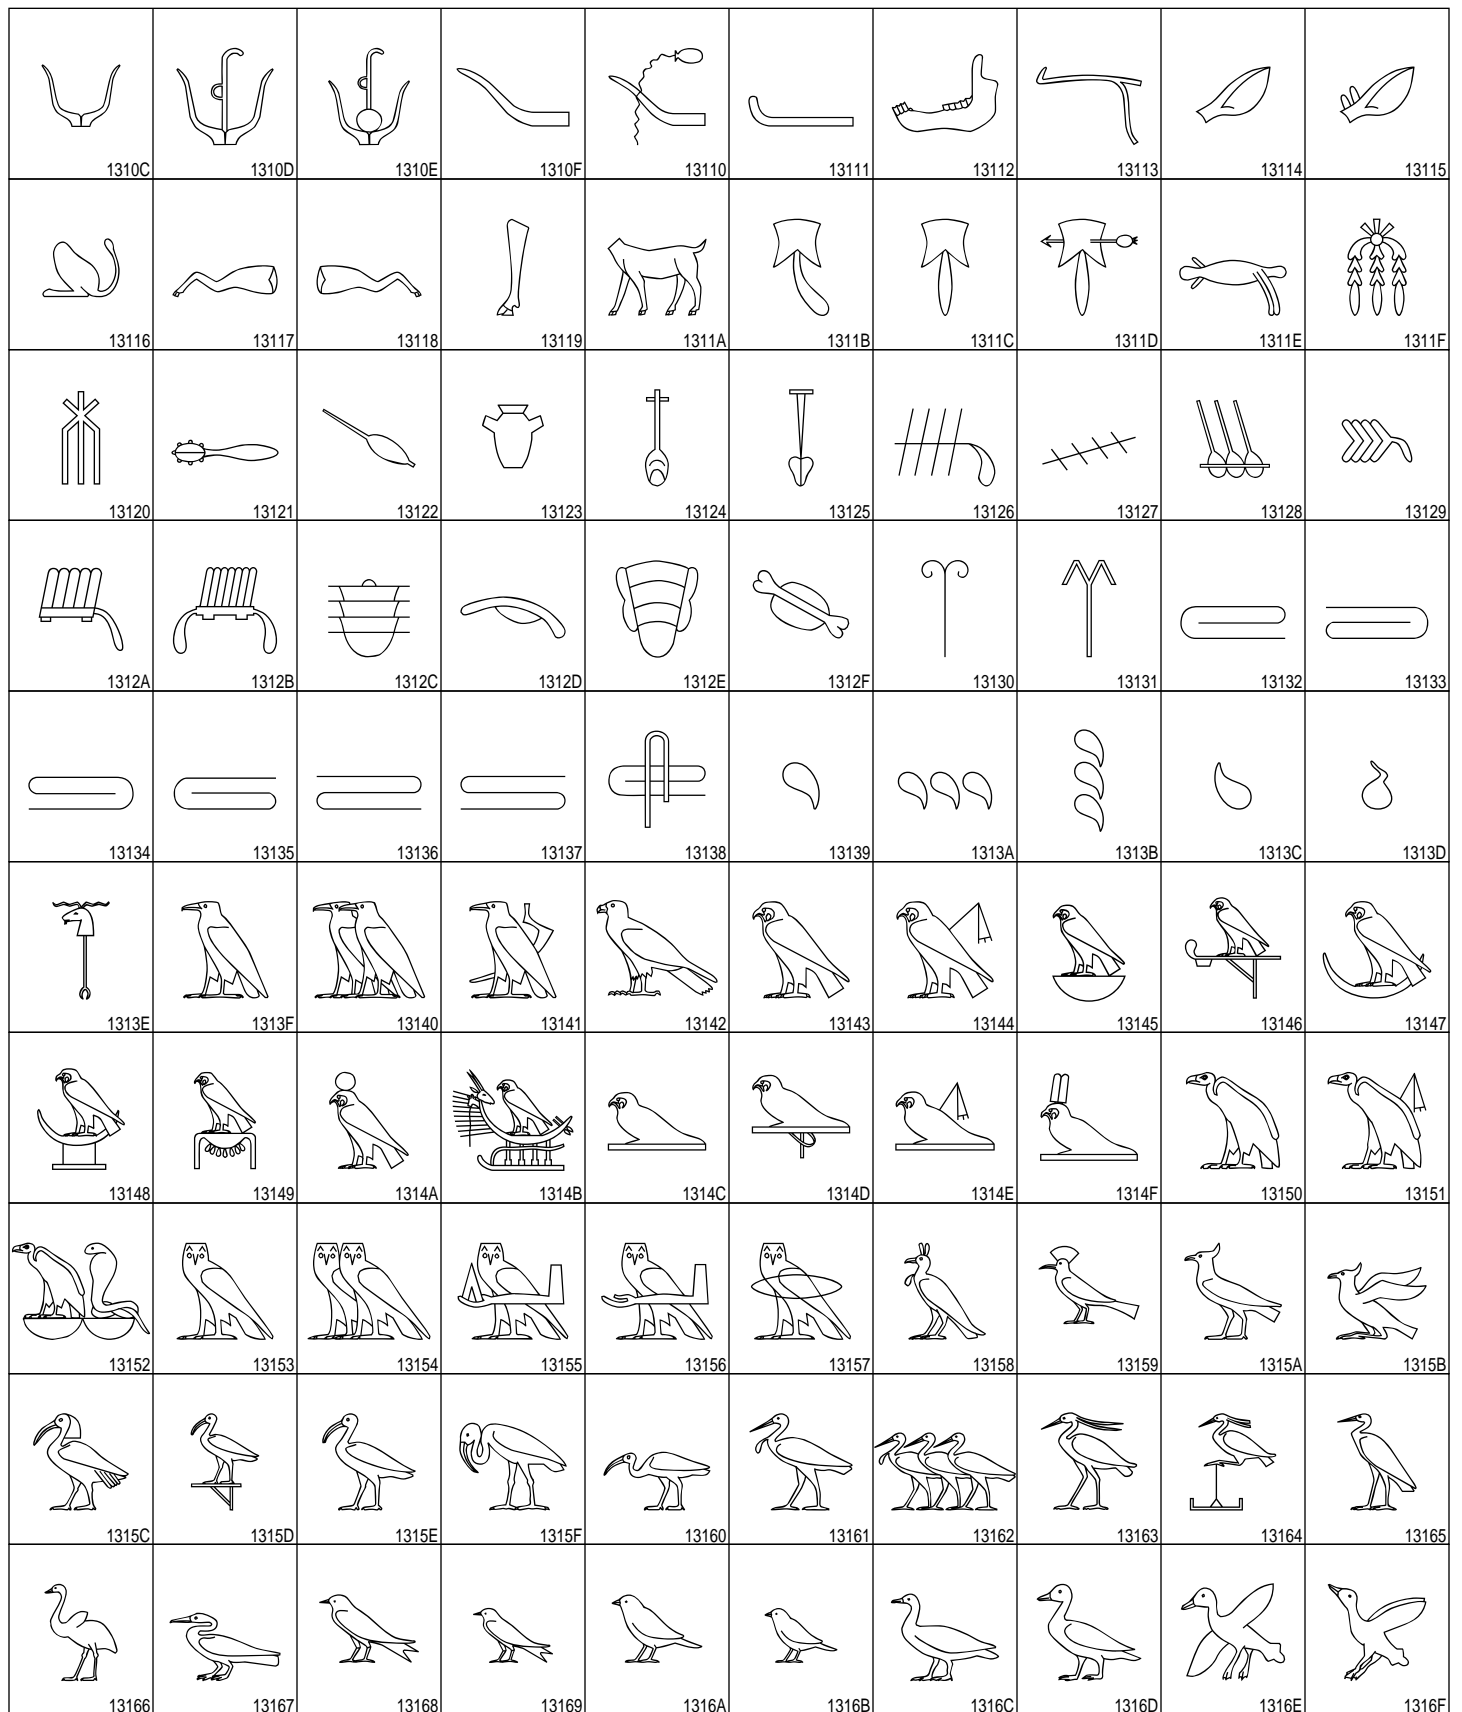 𓄌 𓄍 𓄎 𓄏 𓄐 𓄑 𓄒 𓄓 𓄔 𓄕
1310C 1310D 1310E 1310F 13110 13111 13112 13113 13114 13115
𓄖 𓄗 𓄘 𓄙 𓄚 𓄛 𓄜 𓄝 𓄞 𓄟
13116 13117 13118 13119 1311A 1311B 1311C 1311D 1311E 1311F
𓄠 𓄡 𓄢 𓄣 𓄤 𓄥 𓄦 𓄧 𓄨 𓄩
13120 13121 13122 13123 13124 13125 13126 13127 13128 13129
𓄪 𓄫 𓄬 𓄭 𓄮 𓄯 𓄰 𓄱 𓄲 𓄳
1312A 1312B 1312C 1312D 1312E 1312F 13130 13131 13132 13133
𓄴 𓄵 𓄶 𓄷 𓄸 𓄹 𓄺 𓄻 𓄼 𓄽
13134 13135 13136 13137 13138 13139 1313A 1313B 1313C 1313D
𓄾 𓄿 𓅀 𓅁 𓅂 𓅃 𓅄 𓅅 𓅆 𓅇
1313E 1313F 13140 13141 13142 13143 13144 13145 13146 13147
𓅈 𓅉 𓅊 𓅋 𓅌 𓅍 𓅎 𓅏 𓅐 𓅑
13148 13149 1314A 1314B 1314C 1314D 1314E 1314F 13150 13151
𓅒 𓅓 𓅔 𓅕 𓅖 𓅗 𓅘 𓅙 𓅚 𓅛
13152 13153 13154 13155 13156 13157 13158 13159 1315A 1315B
𓅜 𓅝 𓅞 𓅟 𓅠 𓅡 𓅢 𓅣 𓅤 𓅥
1315C 1315D 1315E 1315F 13160 13161 13162 13163 13164 13165
𓅦 𓅧 𓅨 𓅩 𓅪 𓅫 𓅬 𓅭 𓅮 𓅯
13166 13167 13168 13169 1316A 1316B 1316C 1316D 1316E 1316F